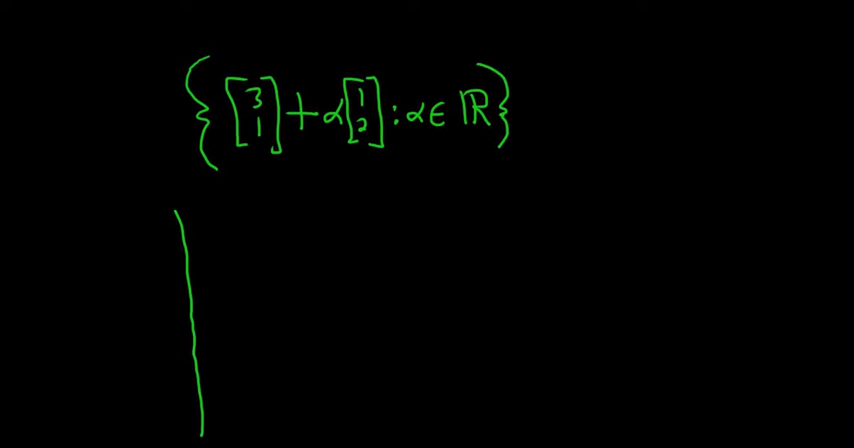 {[3 1] + α[1 2] : α ∈ ℝ}